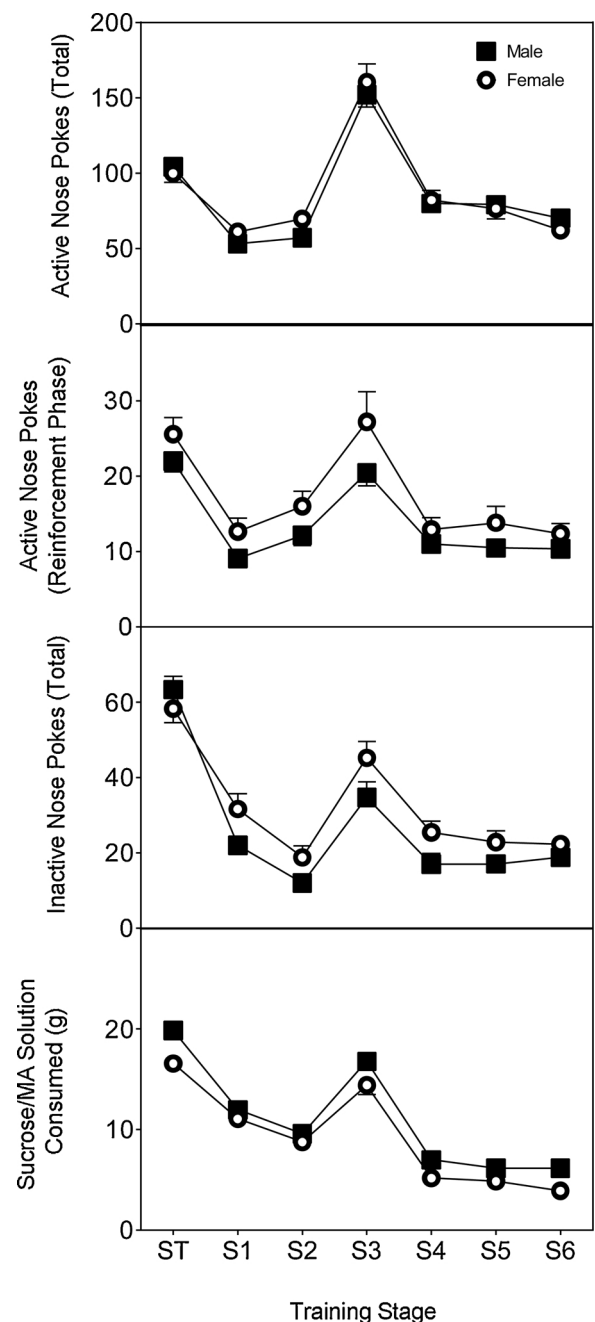 Active Nose Pokes (Total)
200
150
100
50
0
Male
Female
Active Nose Pokes
(Reinforcement Phase)
30
20
10
0
Inactive Nose Pokes (Total)
60
40
20
0
Sucrose/MA Solution
Consumed (g)
20
10
0
ST S1 S2 S3 S4 S5 S6
Training Stage